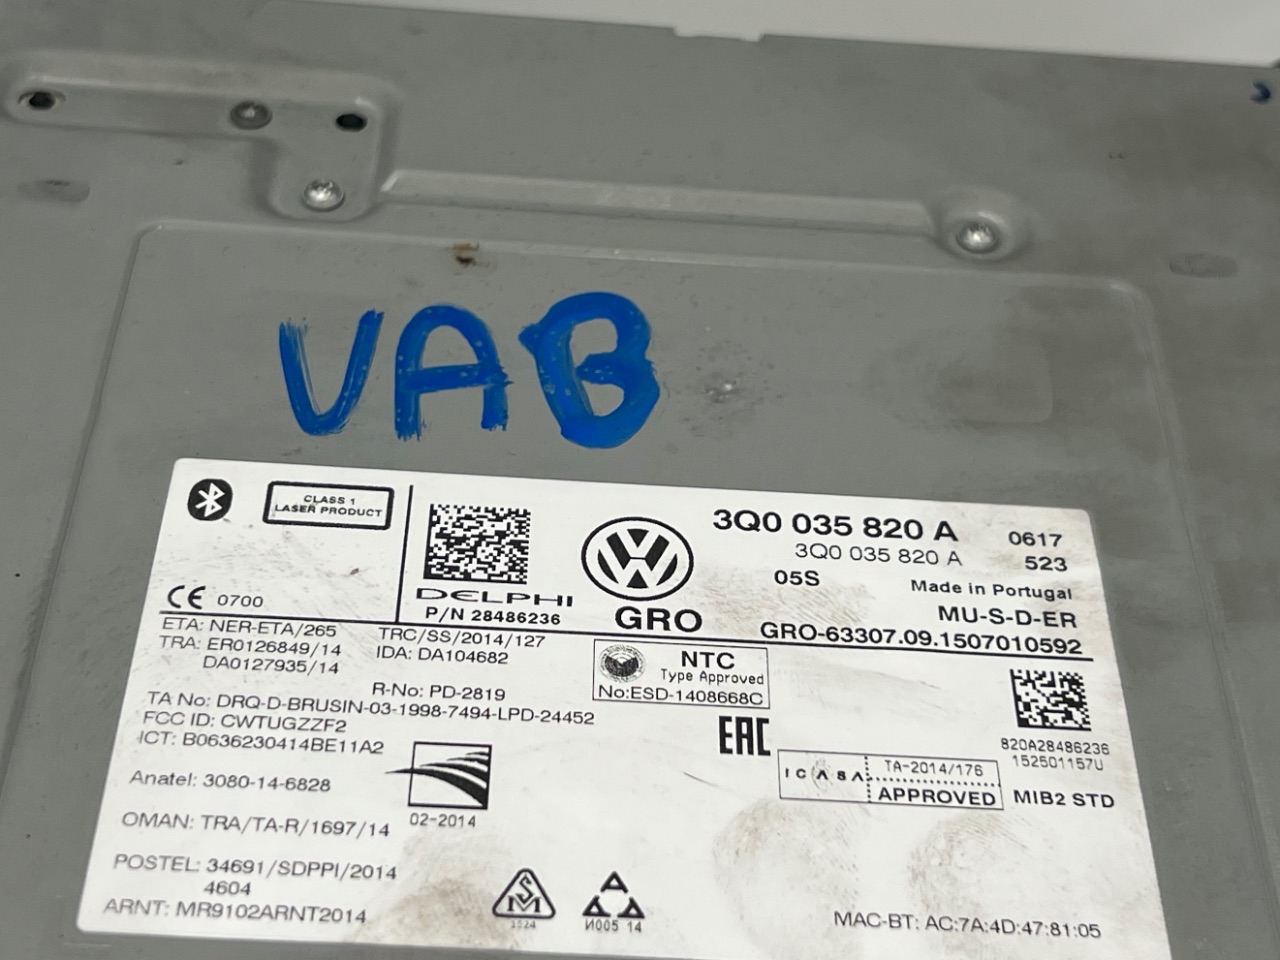 VAB
CLASS 1
LASER PRODUCT
CE 0700
DELPHI
P/N 28486236
GRO
3Q0 035 820 A
0617
3Q0 035 820 A
523
05S
Made in Portugal
MU-S-D-ER
GRO-63307.09.1507010592
ETA: NER-ETA/265
TRA: ER0126849/14
DA0127935/14
TRC/SS/2014/127
IDA: DA104682
R-No: PD-2819
TA No: DRQ-D-BRUSIN-03-1998-7494-LPD-24452
FCC ID: CWTUGZZF2
ICT: B0636230414BE11A2
NTC
Type Approved
No:ESD-1408668C
EAC
820A28486236
152501157U
ICASA
TA-2014/176
APPROVED
MIB2 STD
Anatel: 3080-14-6828
02-2014
OMAN: TRA/TA-R/1697/14
POSTEL: 34691/SDPPI/2014
4604
ARNT: MR9102ARNT2014
SM
1524
И005 14
MAC-BT: AC:7A:4D:47:81:05